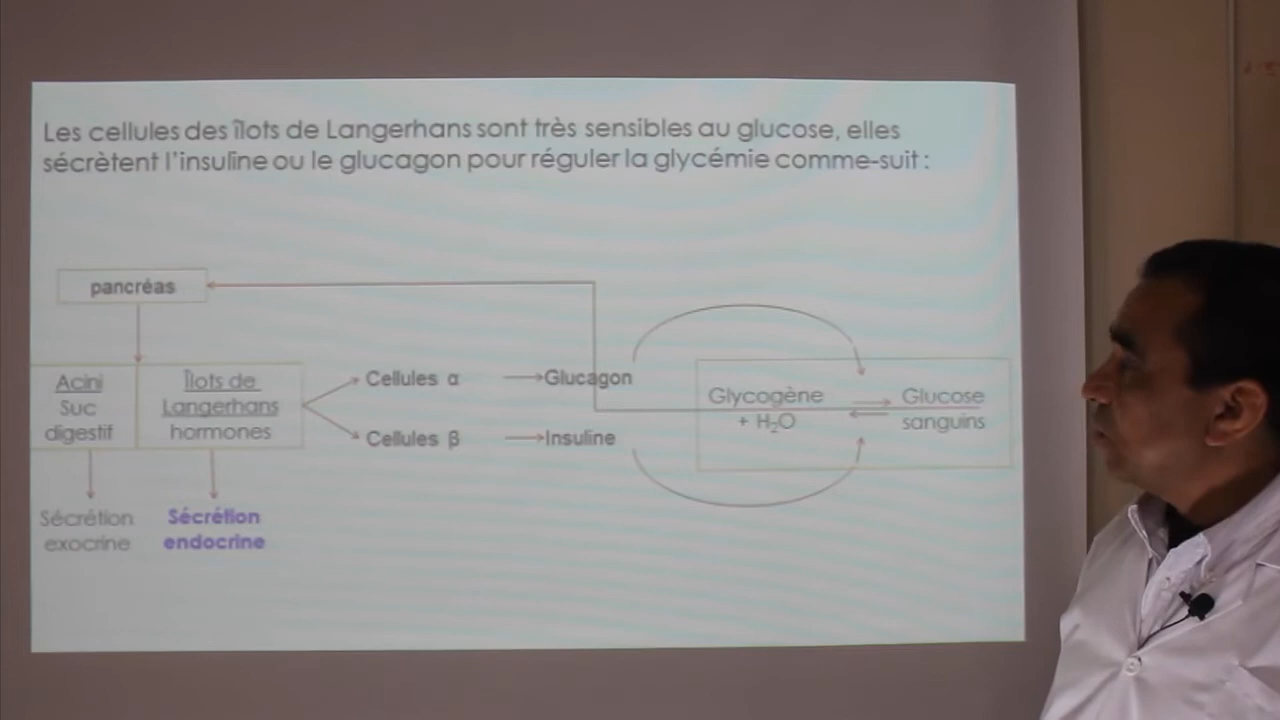 Les cellules des îlots de Langerhans sont très sensibles au glucose, elles
sécrètent l'insuline ou le glucagon pour réguler la glycémie comme-suit :
pancréas
Acini
Suc
digestif
Îlots de
Langerhans
hormones
Cellules α
Glucagon
Cellules β
Insuline
Glycogène
+ H₂O
Glucose
sanguins
Sécrétion
exocrine
Sécrétion
endocrine